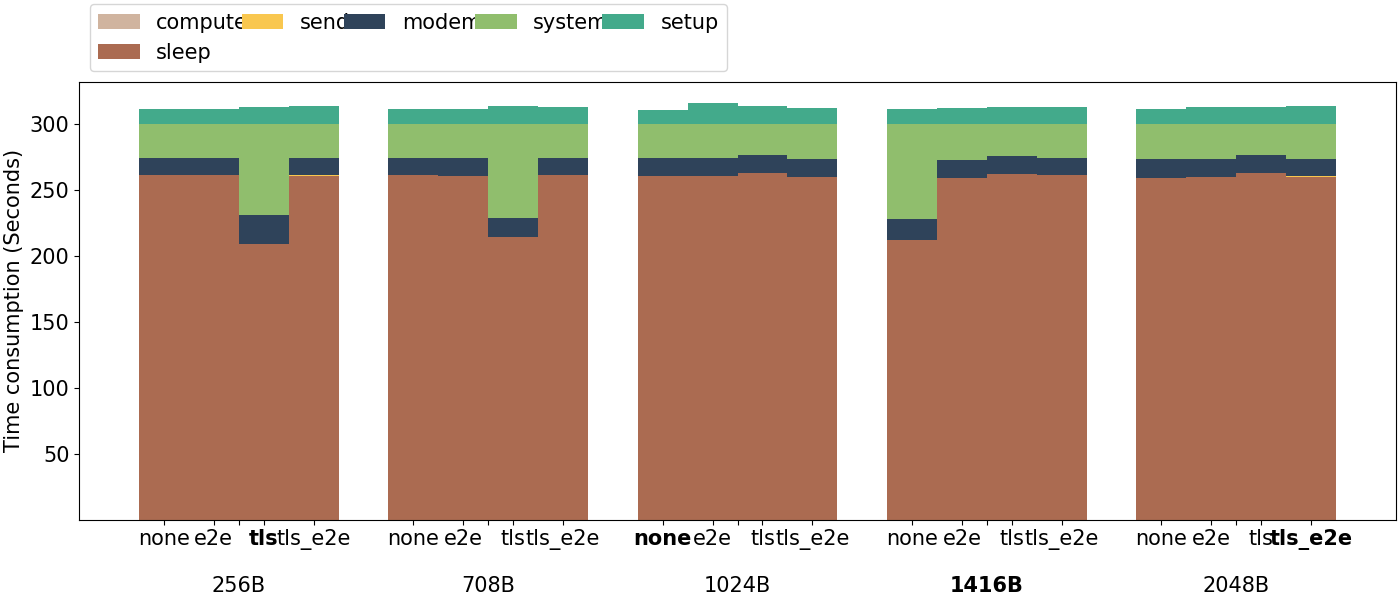 compute send modem system setup
sleep
Time consumption (Seconds)
300
250
200
150
100
50
none e2e tls tls_e2e none e2e tls tls_e2e none e2e tls tls_e2e none e2e tls tls_e2e none e2e tls tls_e2e
256B 708B 1024B 1416B 2048B